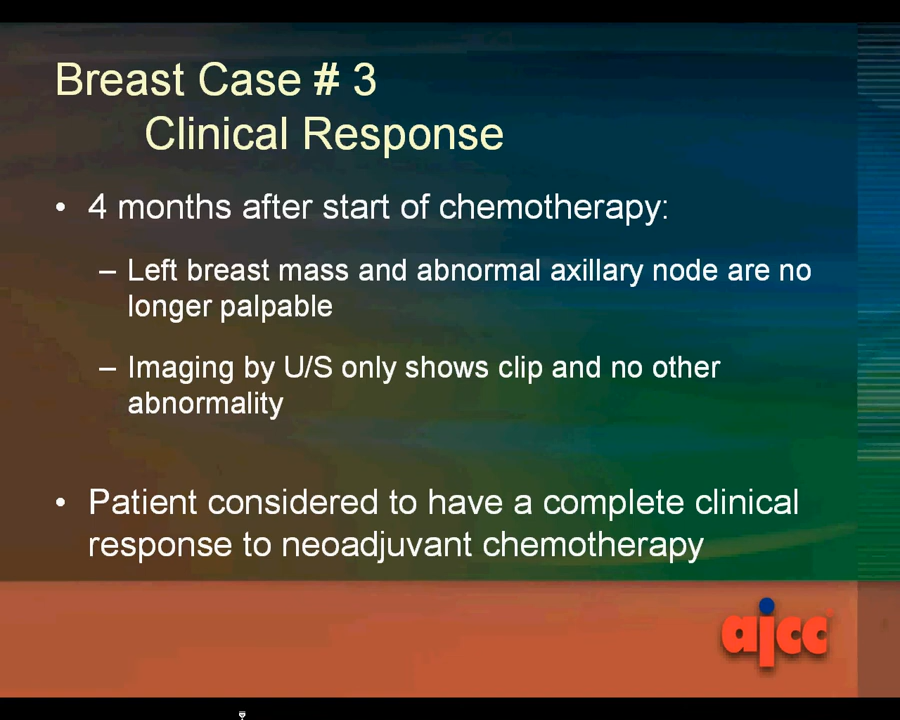 Breast Case # 3
Clinical Response
• 4 months after start of chemotherapy:
– Left breast mass and abnormal axillary node are no
longer palpable
– Imaging by U/S only shows clip and no other
abnormality
• Patient considered to have a complete clinical
response to neoadjuvant chemotherapy
ajcc